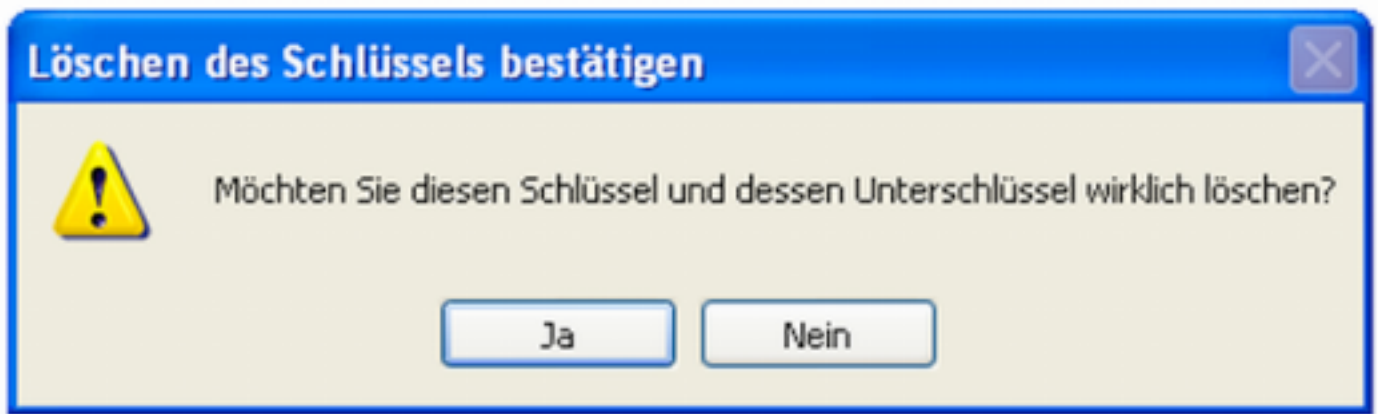 Löschen des Schlüssels bestätigen
Möchten Sie diesen Schlüssel und dessen Unterschlüssel wirklich löschen?
Ja
Nein